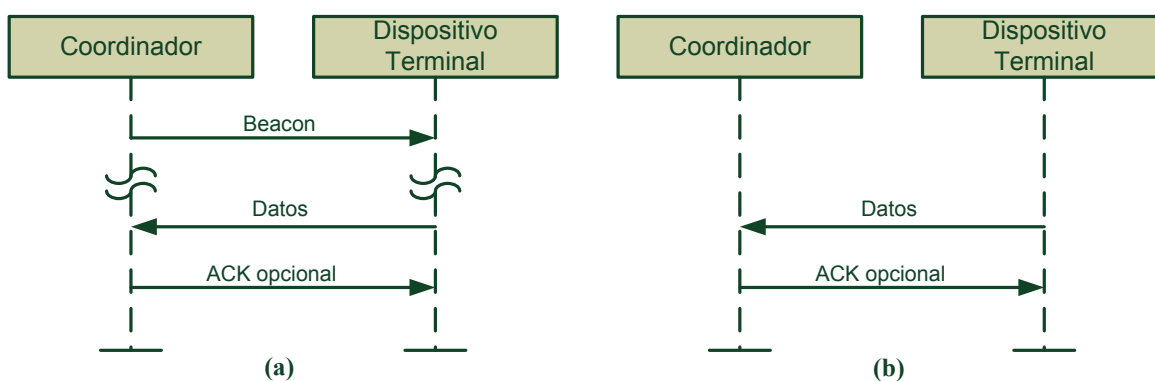 Coordinador
Dispositivo
Terminal
Beacon
Datos
ACK opcional
(a)
Coordinador
Dispositivo
Terminal
Datos
ACK opcional
(b)